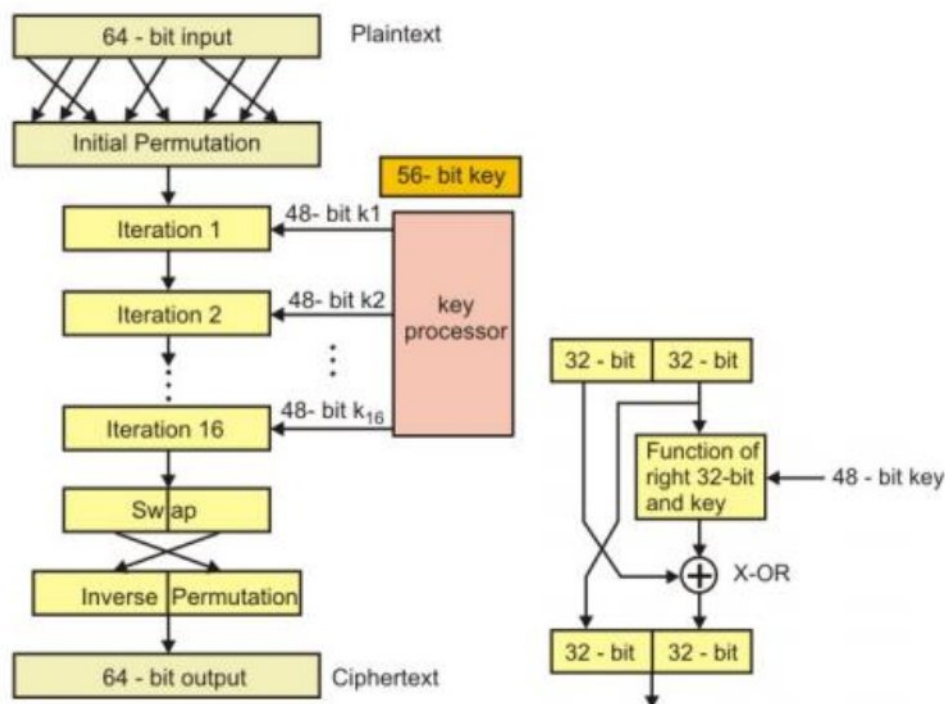 64 - bit input
Plaintext
Initial Permutation
56- bit key
48- bit k1
Iteration 1
48- bit k2
Iteration 2
key
processor
48- bit k16
Iteration 16
Swap
Inverse Permutation
64 - bit output
Ciphertext
32 - bit 32 - bit
Function of
right 32-bit
and key
48 - bit key
X-OR
32 - bit 32 - bit